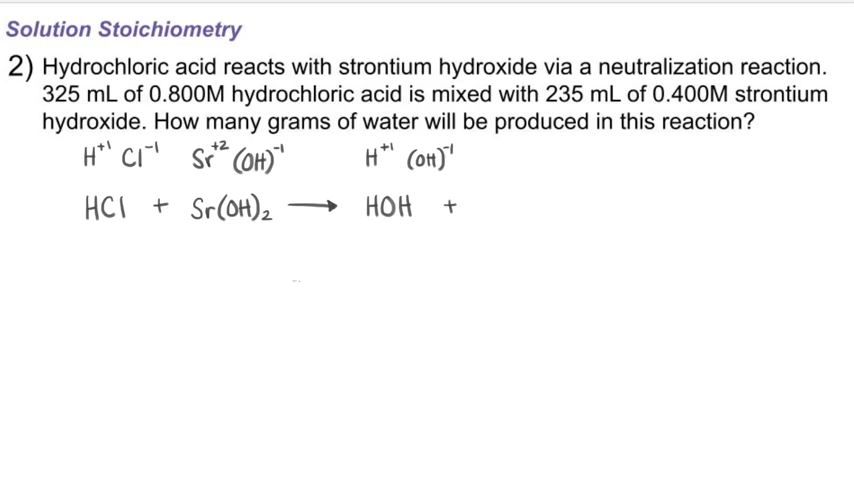 Solution Stoichiometry
2) Hydrochloric acid reacts with strontium hydroxide via a neutralization reaction.
325 mL of 0.800M hydrochloric acid is mixed with 235 mL of 0.400M strontium
hydroxide. How many grams of water will be produced in this reaction?
H⁺¹ Cl⁻¹ Sr⁺² (OH)⁻¹ H⁺¹ (OH)⁻¹
HCl + Sr(OH)₂ → HOH +